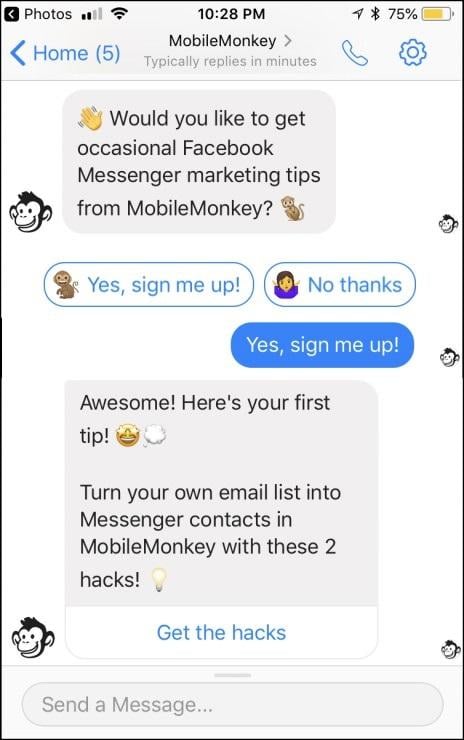 Photos 10:28 PM 75%
Home (5) MobileMonkey
Typically replies in minutes
👋 Would you like to get
occasional Facebook
Messenger marketing tips
from MobileMonkey? 🐒
🐒 Yes, sign me up! 🤷‍♀️ No thanks
Yes, sign me up!
Awesome! Here's your first
tip! 🤩💭
Turn your own email list into
Messenger contacts in
MobileMonkey with these 2
hacks! 💡
Get the hacks
Send a Message...